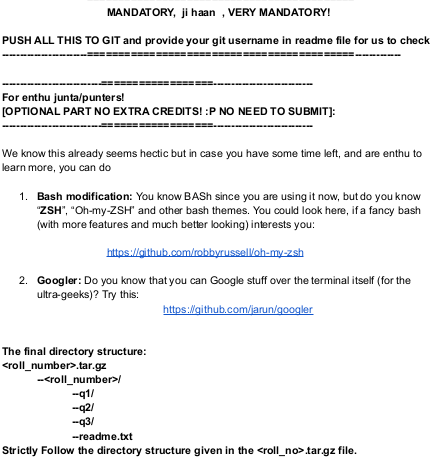 MANDATORY, ji haan , VERY MANDATORY!
PUSH ALL THIS TO GIT and provide your git username in readme file for us to check
-----------------------===========================================-------------
---------------------------==================---------------------------
For enthu junta/punters!
[OPTIONAL PART NO EXTRA CREDITS! :P NO NEED TO SUBMIT]:
---------------------------==================---------------------------
We know this already seems hectic but in case you have some time left, and are enthu to
learn more, you can do
1. Bash modification: You know BASh since you are using it now, but do you know
“ZSH”, “Oh-my-ZSH” and other bash themes. You could look here, if a fancy bash
(with more features and much better looking) interests you:
https://github.com/robbyrussell/oh-my-zsh
2. Googler: Do you know that you can Google stuff over the terminal itself (for the
ultra-geeks)? Try this:
https://github.com/jarun/googler
The final directory structure:
<roll_number>.tar.gz
--<roll_number>/
--q1/
--q2/
--q3/
--readme.txt
Strictly Follow the directory structure given in the <roll_no>.tar.gz file.